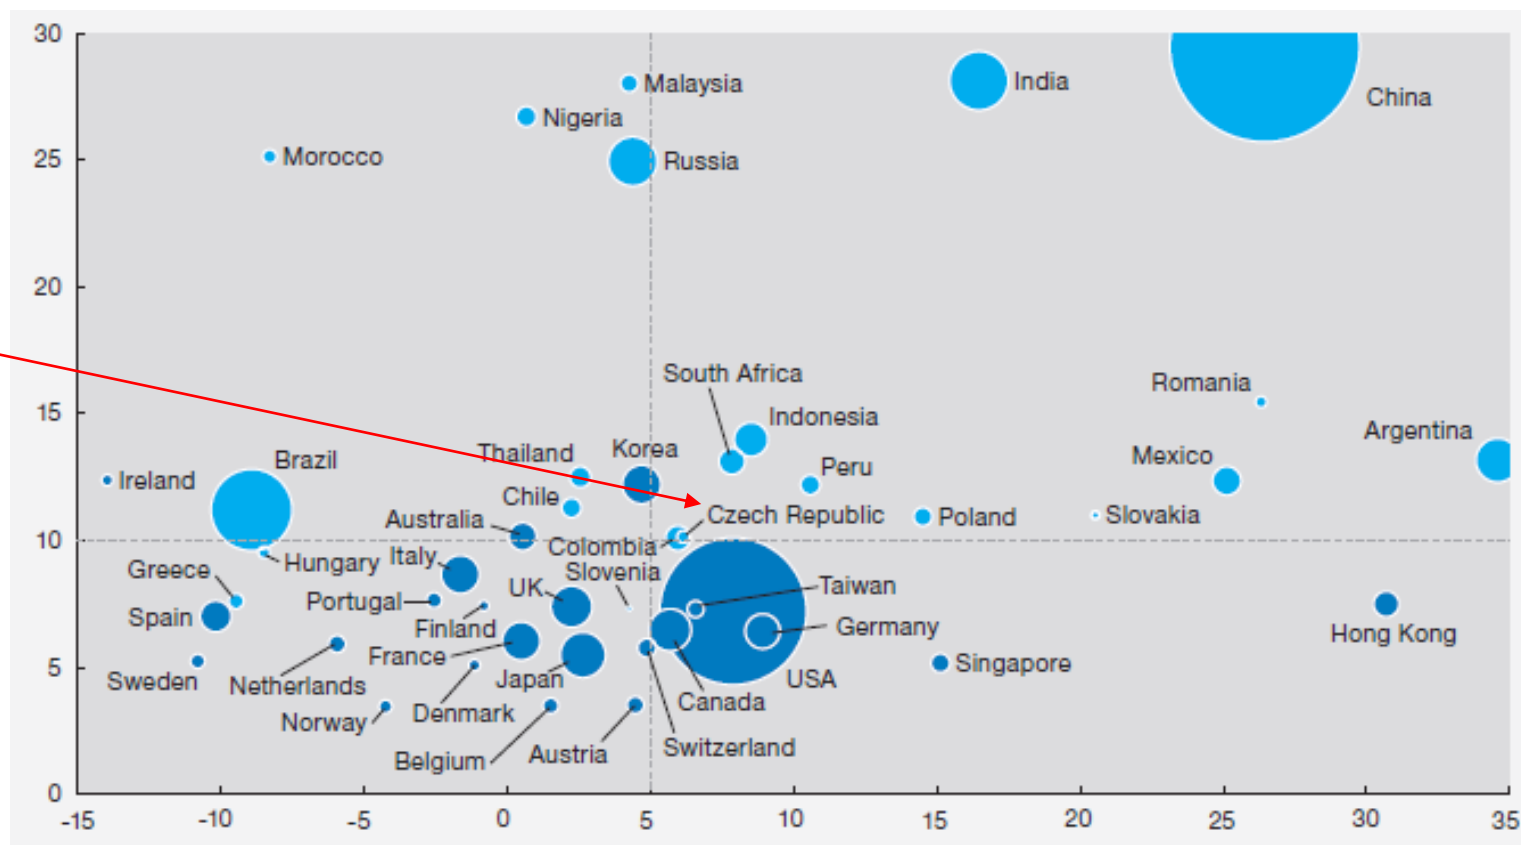 30
Malaysia
India
China
Nigeria
25
Morocco
Russia
20
South Africa
Romania
15
Indonesia
Argentina
Thailand
Korea
Mexico
Brazil
Peru
Ireland
Chile
Australia
Czech Republic
Poland
Slovakia
10
Colombia
Italy
Hungary
Greece
Slovenia
UK
Taiwan
Portugal
Spain
Finland
Germany
Hong Kong
France
5
Singapore
Sweden
Netherlands
Japan
USA
Canada
Norway
Denmark
Switzerland
Belgium
Austria
0
-15 -10 -5 0 5 10 15 20 25 30 35